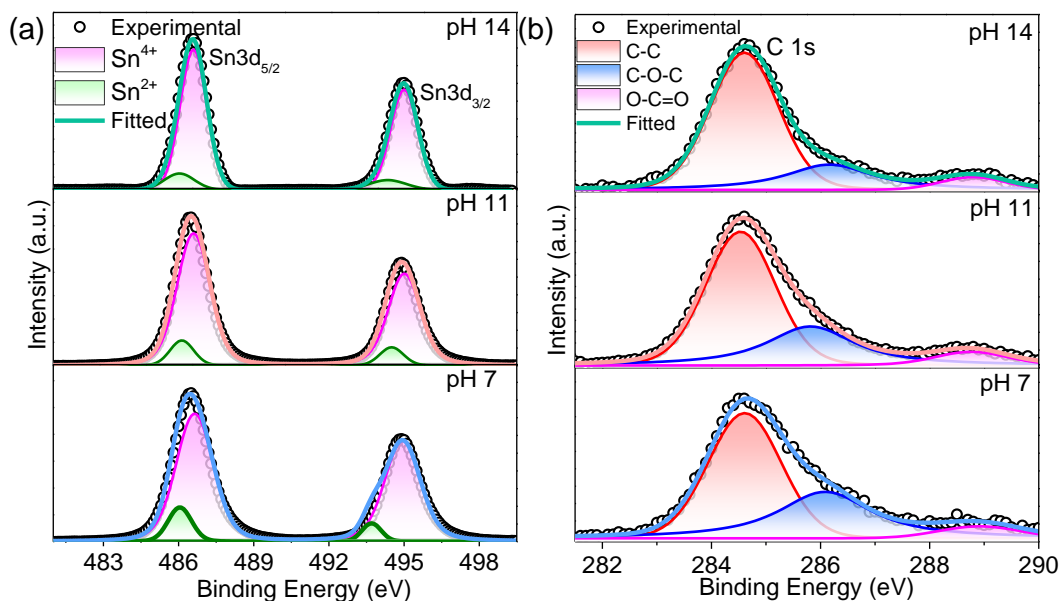 (a)
Experimental
Sn4+
Sn2+
Fitted
Sn3d5/2
Sn3d3/2
pH 14
pH 11
pH 7
Intensity (a.u.)
483 486 489 492 495 498
Binding Energy (eV)
(b)
Experimental
C-C
C-O-C
O-C=O
Fitted
C 1s
pH 14
pH 11
pH 7
Intensity (a.u.)
282 284 286 288 290
Binding Energy (eV)